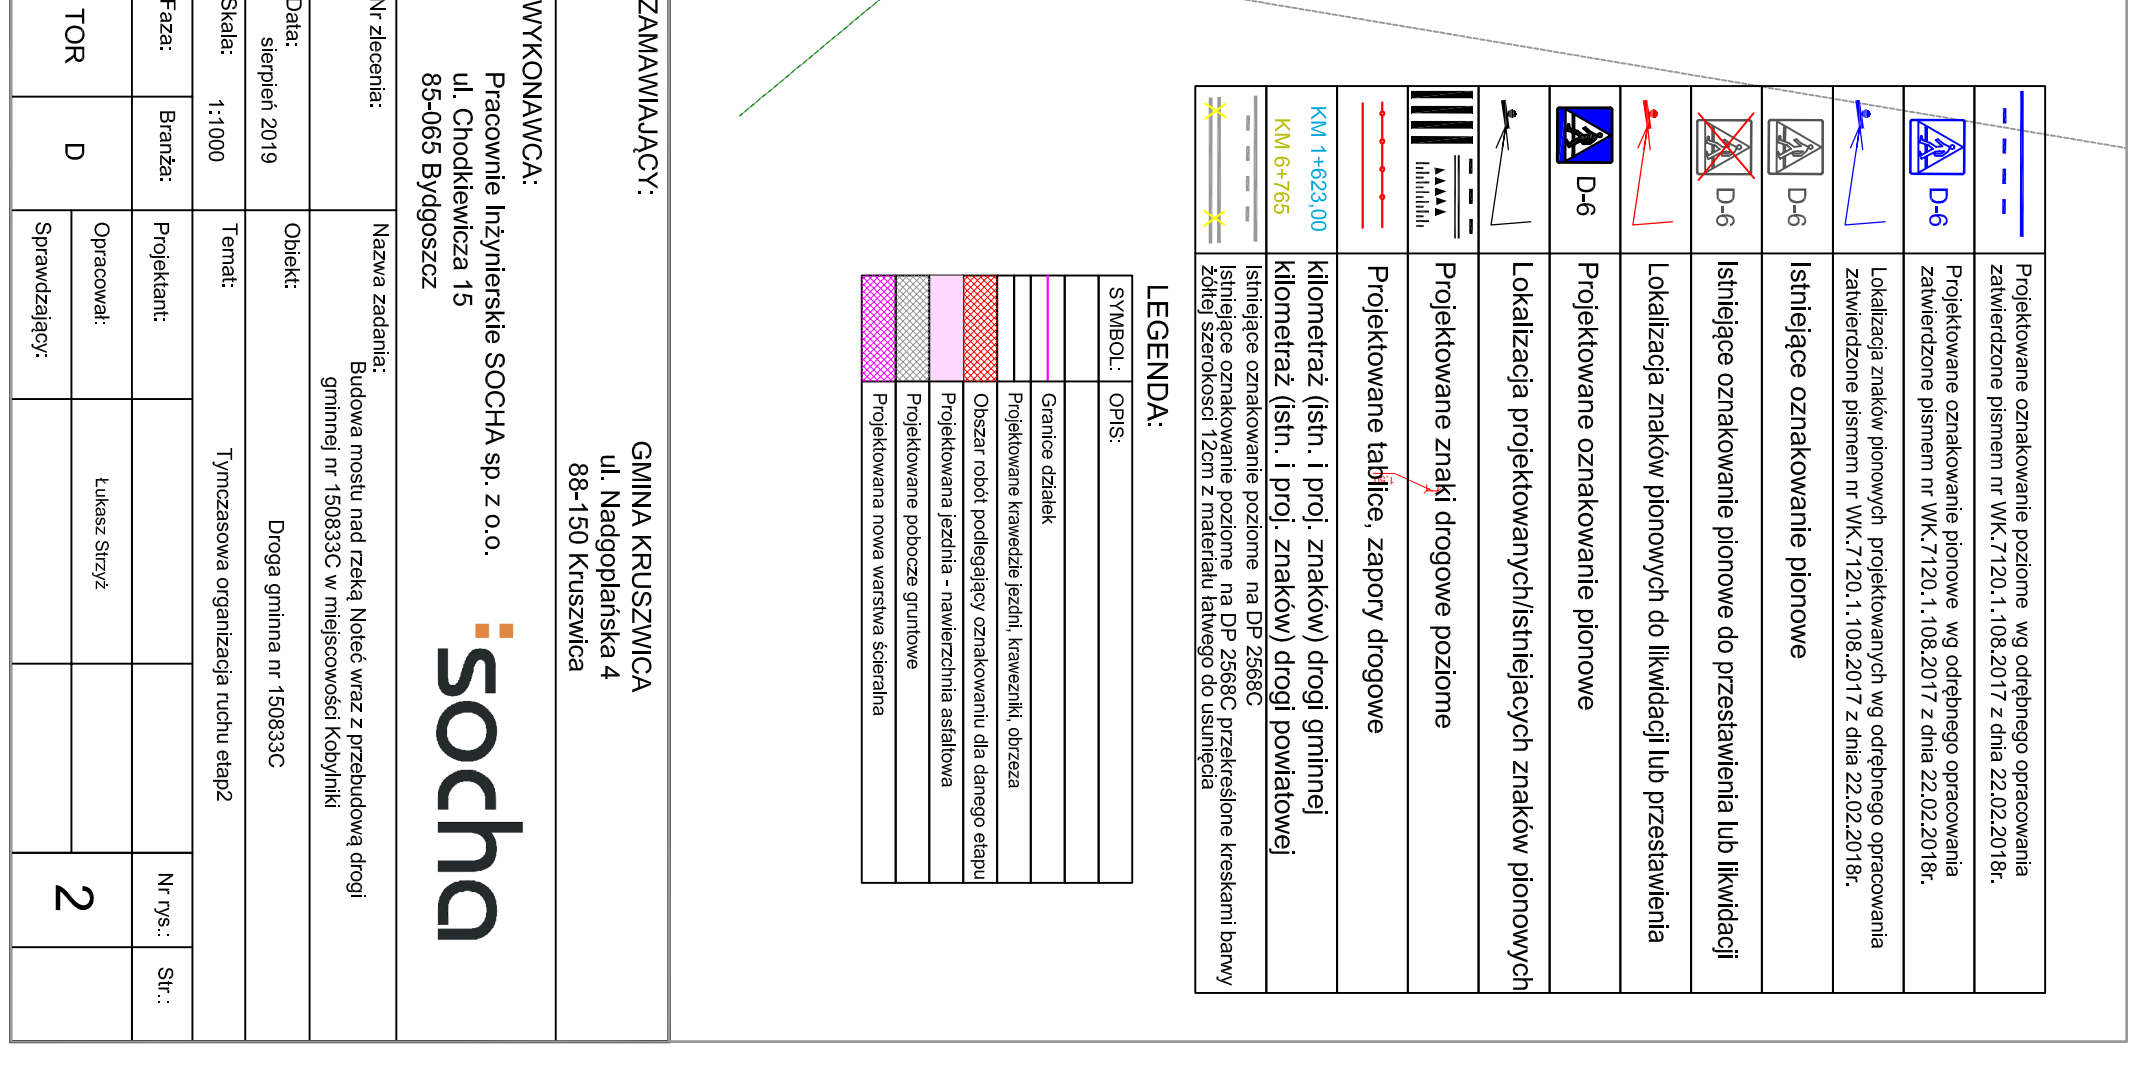 D-6
D-6
D-6
D-6
KM 1+623,00
KM 6+765
Projektowane oznakowanie poziome wg odrębnego opracowania
zatwierdzone pismem nr WK.7120.1.108.2017 z dnia 22.02.2018r.
Projektowane oznakowanie pionowe wg odrębnego opracowania
zatwierdzone pismem nr WK.7120.1.108.2017 z dnia 22.02.2018r.
Lokalizacja znaków pionowych projektowanych wg odrębnego opracowania
zatwierdzone pismem nr WK.7120.1.108.2017 z dnia 22.02.2018r.
Istniejące oznakowanie pionowe
Istniejące oznakowanie pionowe do przestawienia lub likwidacji
Lokalizacja znaków pionowych do likwidacji lub przestawienia
Projektowane oznakowanie pionowe
Lokalizacja projektowanych/istniejacych znaków pionowych
Projektowane znaki drogowe poziome
Projektowane tablice, zapory drogowe
kilometraż (istn. i proj. znaków) drogi gminnej
kilometraż (istn. i proj. znaków) drogi powiatowej
Istniejące oznakowanie poziome na DP 2568C
Istniejące oznakowanie poziome na DP 2568C przekreślone kreskami barwy
żółtej szerokosci 12cm z materiału łatwego do usunięcia
LEGENDA:
SYMBOL: OPIS:
Granice działek
Projektowane krawedzie jezdni, krawezniki, obrzeza
Obszar robót podlegający oznakowaniu dla danego etapu
Projektowana jezdnia - nawierzchnia asfaltowa
Projektowane pobocze gruntowe
Projektowana nowa warstwa ścieralna
ZAMAWIAJĄCY:
GMINA KRUSZWICA
ul. Nadgoplańska 4
88-150 Kruszwica
WYKONAWCA:
Pracownie Inżynierskie SOCHA sp. z o.o.
ul. Chodkiewicza 15
85-065 Bydgoszcz
socha
Nr zlecenia:
Nazwa zadania:
Budowa mostu nad rzeką Noteć wraz z przebudową drogi
gminnej nr 150833C w miejscowości Kobylniki
Data:
sierpień 2019
Obiekt:
Droga gminna nr 150833C
Skala:
1:1000
Temat:
Tymczasowa organizacja ruchu etap2
Faza: Branża: Projektant: Nr rys.: Str.:
TOR D
Opracował: Łukasz Strzyż
2
Sprawdzający: